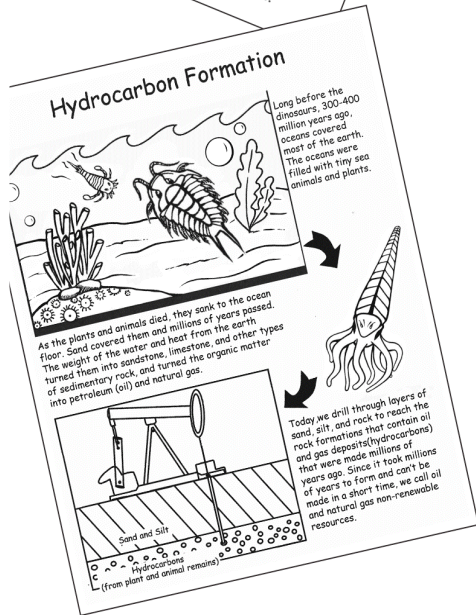 Hydrocarbon Formation
Long before the
dinosaurs, 300-400
million years ago,
oceans covered
most of the earth.
The oceans were
filled with tiny sea
animals and plants.
As the plants and animals died, they sank to the ocean
floor. Sand covered them and millions of years passed.
The weight of the water and heat from the earth
turned them into sandstone, limestone, and other types
of sedimentary rock, and turned the organic matter
into petroleum (oil) and natural gas.
Today,we drill through layers of
sand, silt, and rock to reach the
rock formations that contain oil
and gas deposits(hydrocarbons)
that were made millions of
years ago. Since it took millions
of years to form and can't be
made in a short time, we call oil
and natural gas non-renewable
resources.
Sand and Silt
Hydrocarbons
(from plant and animal remains)